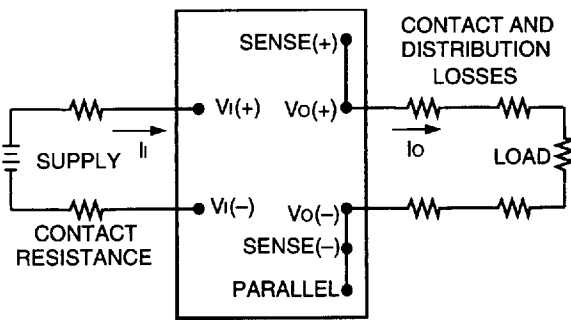 CONTACT AND
DISTRIBUTION
LOSSES
SENSE(+)
VI(+)
VO(+)
II
IO
SUPPLY
LOAD
VI(–)
VO(–)
CONTACT
RESISTANCE
SENSE(–)
PARALLEL